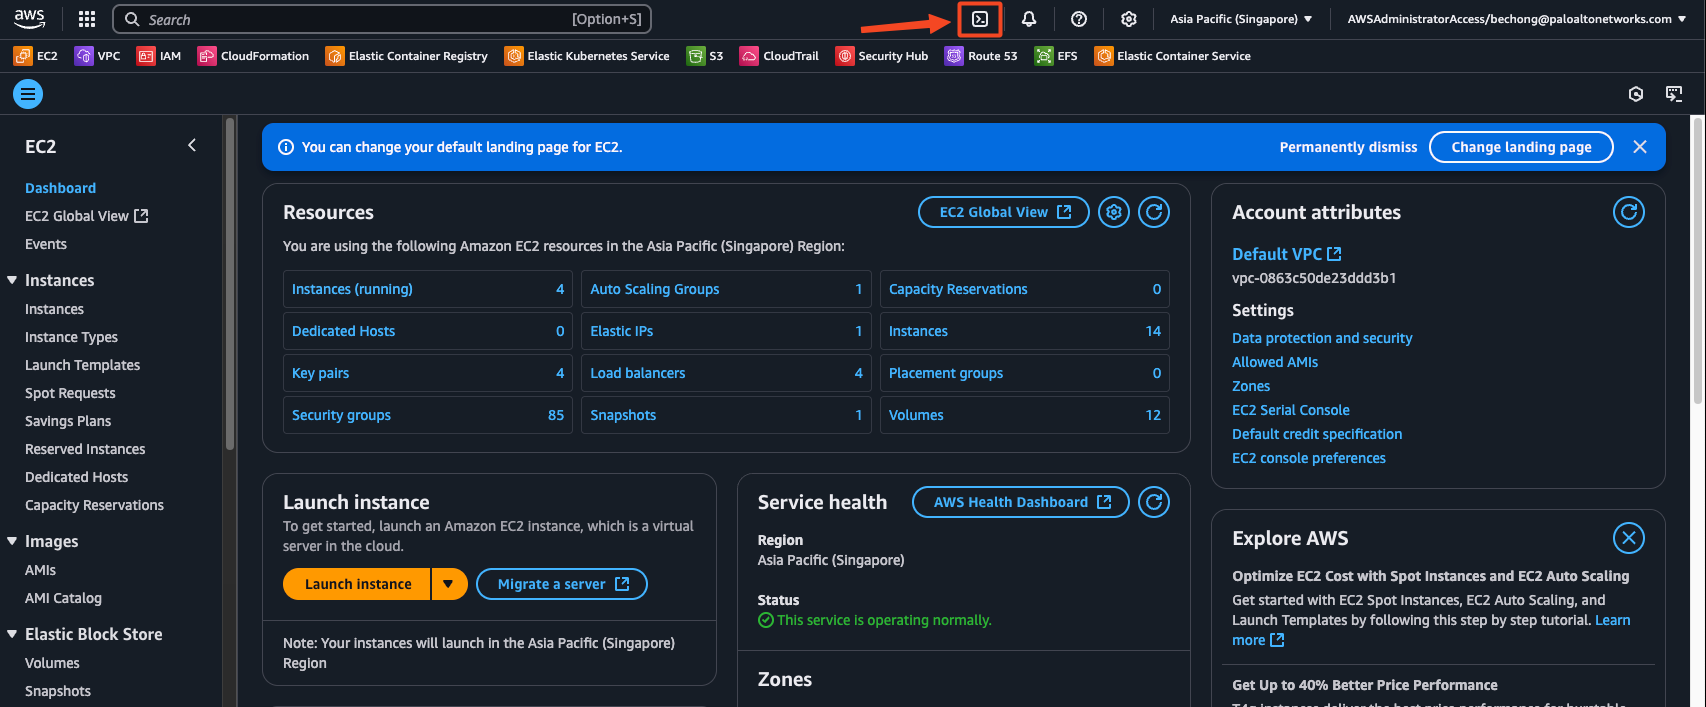 aws
Search
[Option+S]
Asia Pacific (Singapore)
AWSAdministratorAccess/bechong@paloaltonetworks.com
EC2
VPC
IAM
CloudFormation
Elastic Container Registry
Elastic Kubernetes Service
S3
CloudTrail
Security Hub
Route 53
EFS
Elastic Container Service
EC2
Dashboard
EC2 Global View
Events
Instances
Instances
Instance Types
Launch Templates
Spot Requests
Savings Plans
Reserved Instances
Dedicated Hosts
Capacity Reservations
Images
AMIs
AMI Catalog
Elastic Block Store
Volumes
Snapshots
You can change your default landing page for EC2.
Permanently dismiss
Change landing page
Resources
EC2 Global View
You are using the following Amazon EC2 resources in the Asia Pacific (Singapore) Region:
Instances (running) 4
Auto Scaling Groups 1
Capacity Reservations 0
Dedicated Hosts 0
Elastic IPs 1
Instances 14
Key pairs 4
Load balancers 4
Placement groups 0
Security groups 85
Snapshots 1
Volumes 12
Launch instance
To get started, launch an Amazon EC2 instance, which is a virtual
server in the cloud.
Launch instance
Migrate a server
Note: Your instances will launch in the Asia Pacific (Singapore)
Region
Service health
AWS Health Dashboard
Region
Asia Pacific (Singapore)
Status
This service is operating normally.
Zones
Account attributes
Default VPC
vpc-0863c50de23ddd3b1
Settings
Data protection and security
Allowed AMIs
Zones
EC2 Serial Console
Default credit specification
EC2 console preferences
Explore AWS
Optimize EC2 Cost with Spot Instances and EC2 Auto Scaling
Get started with EC2 Spot Instances, EC2 Auto Scaling, and
Launch Templates by following this step by step tutorial. Learn
more
Get Up to 40% Better Price Performance